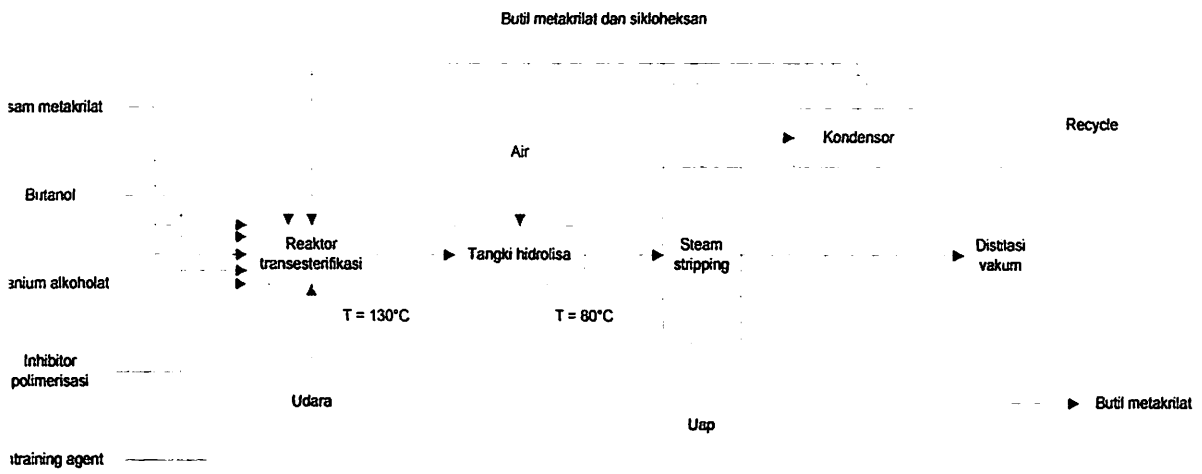 Butil metakrilat dan sikloheksan
sam metakrilat
Recycle
Kondensor
Air
Butanol
Reaktor
transesterifikasi
Tangki hidrolisa
Steam
stripping
Distilasi
vakum
anium alkoholat
T = 130°C
T = 80°C
Inhibitor
polimerisasi
Udara
Uap
Butil metakrilat
training agent